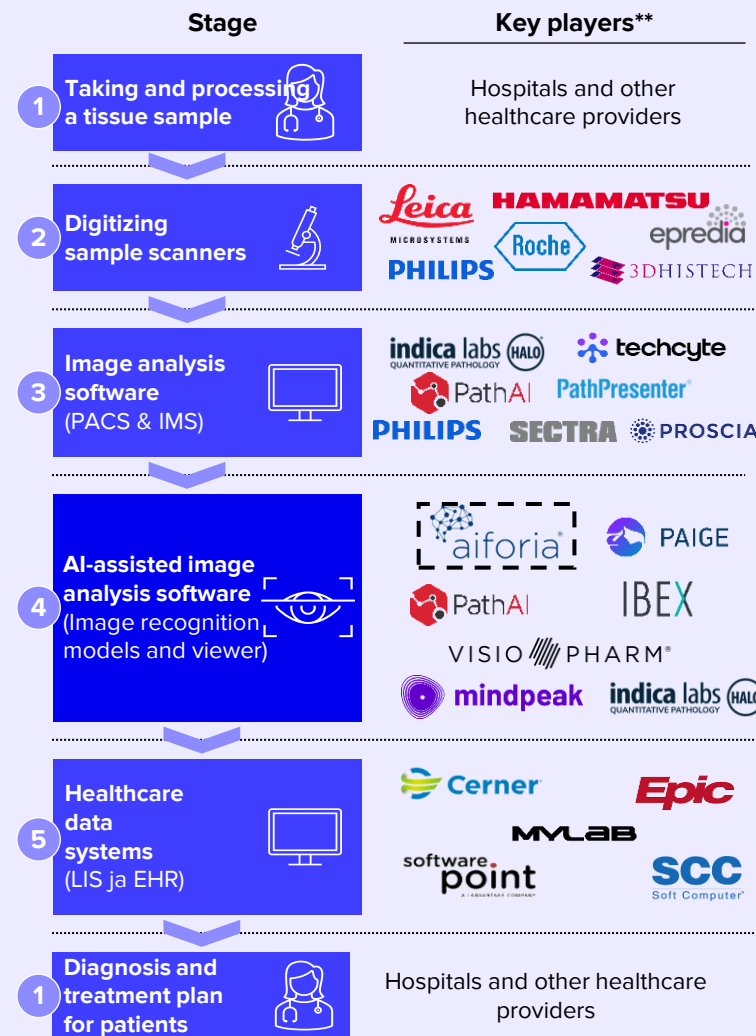 Stage
Key players**
1
Taking and processing
a tissue sample
Hospitals and other
healthcare providers
2
Digitizing
sample scanners
Leica
MICROSYSTEMS
HAMAMATSU
Roche
epredia
PHILIPS
3DHISTECH
3
Image analysis
software
(PACS & IMS)
indica labs
QUANTITATIVE PATHOLOGY
HALO
techcyte
PathAI
PathPresenter®
PHILIPS
SECTRA
PROSCIA
4
AI-assisted image
analysis software
(Image recognition
models and viewer)
aiforia®
PAIGE
PathAI
IBEX
VISIOPHARM®
mindpeak
indica labs
QUANTITATIVE PATHOLOGY
HALO
5
Healthcare
data
systems
(LIS ja EHR)
Cerner
Epic
MYLAB
software
point
SCC
Soft Computer
1
Diagnosis and
treatment plan
for patients
Hospitals and other healthcare
providers